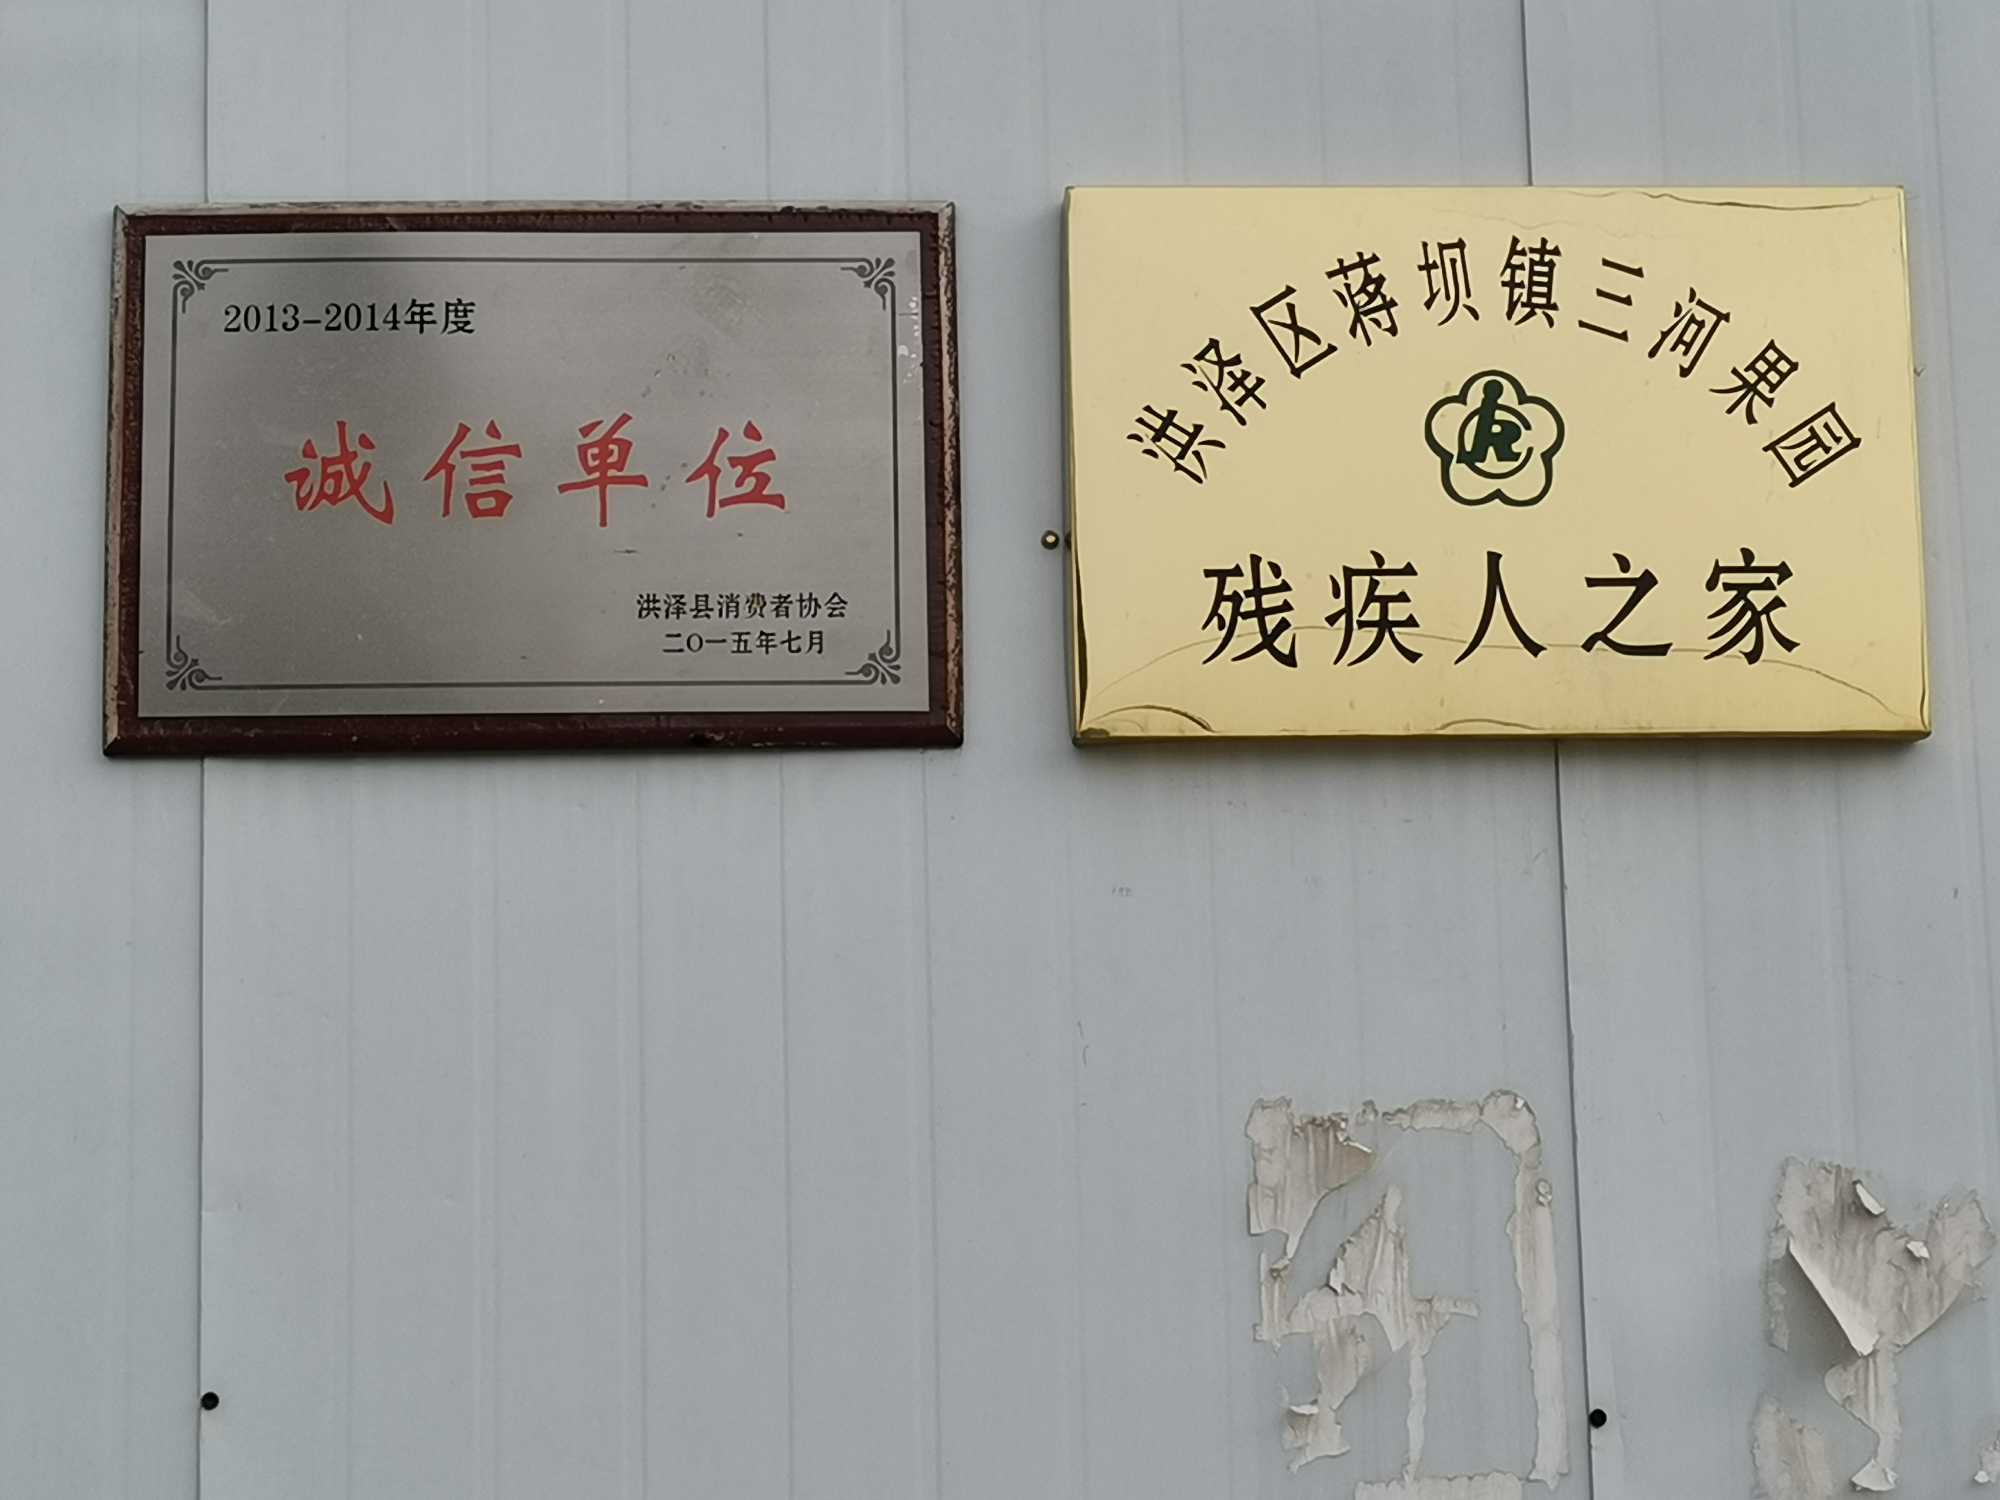 2013-2014年度
诚信单位
洪泽县消费者协会
二〇一五年七月
洪泽区蒋坝镇三河果园
残疾人之家